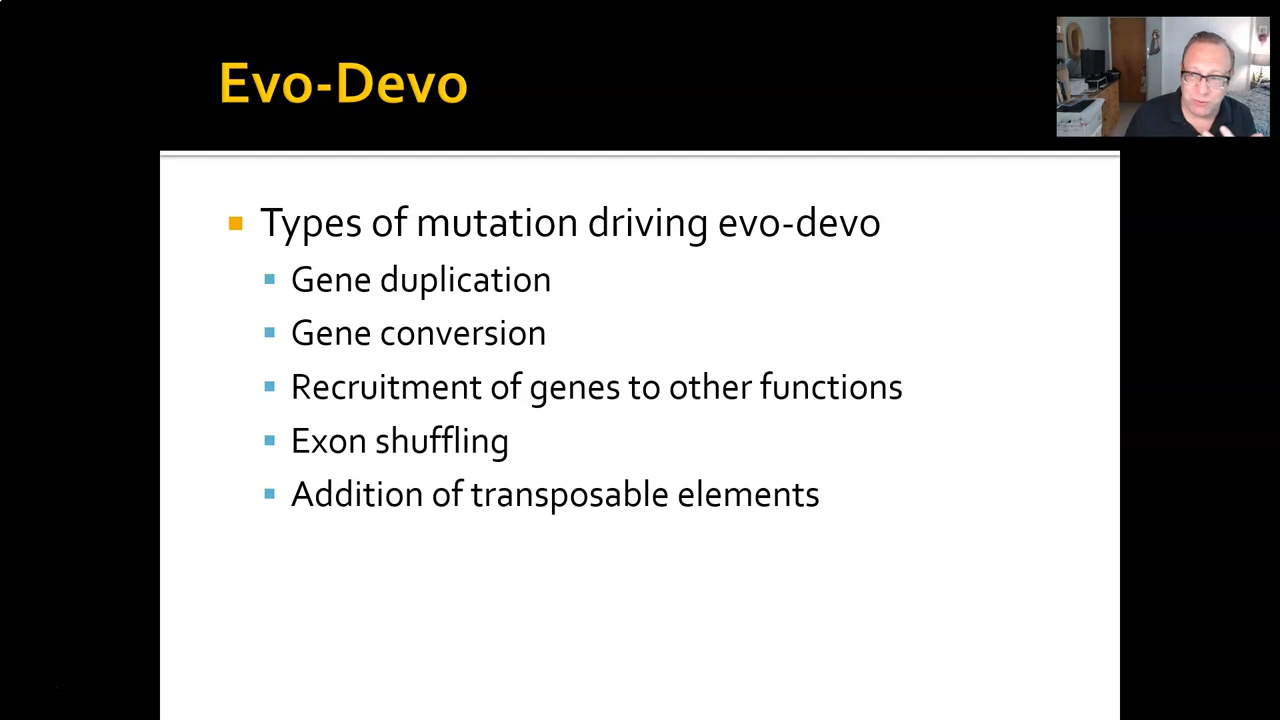 Evo-Devo
Types of mutation driving evo-devo
Gene duplication
Gene conversion
Recruitment of genes to other functions
Exon shuffling
Addition of transposable elements